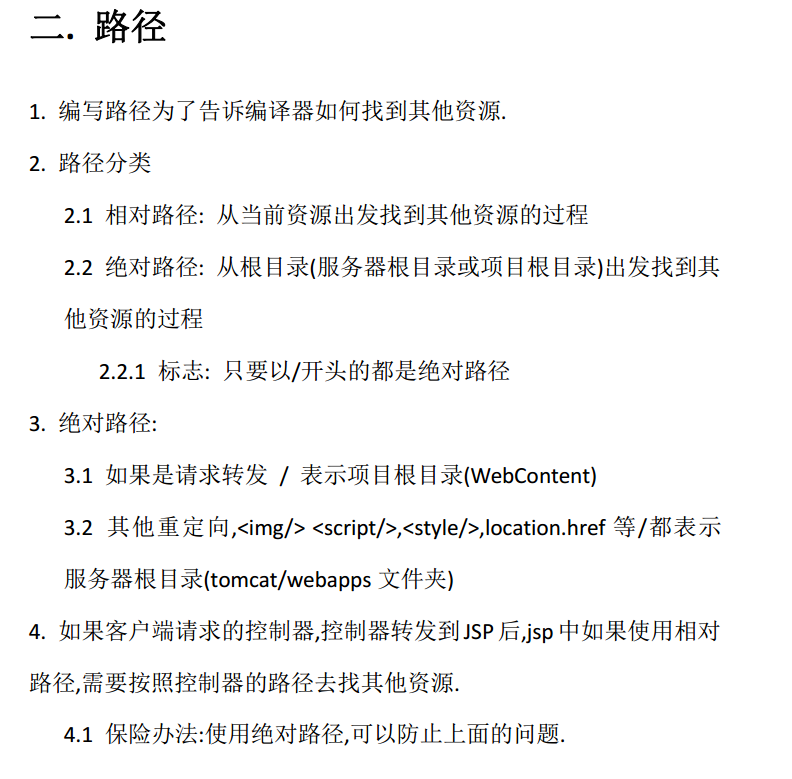 二. 路径
1. 编写路径为了告诉编译器如何找到其他资源.
2. 路径分类
2.1 相对路径: 从当前资源出发找到其他资源的过程
2.2 绝对路径: 从根目录(服务器根目录或项目根目录)出发找到其
他资源的过程
2.2.1 标志: 只要以/开头的都是绝对路径
3. 绝对路径:
3.1 如果是请求转发 / 表示项目根目录(WebContent)
3.2 其他重定向,<img/> <script/>,<style/>,location.href 等/都表示
服务器根目录(tomcat/webapps 文件夹)
4. 如果客户端请求的控制器,控制器转发到 JSP 后,jsp 中如果使用相对
路径,需要按照控制器的路径去找其他资源.
4.1 保险办法:使用绝对路径,可以防止上面的问题.